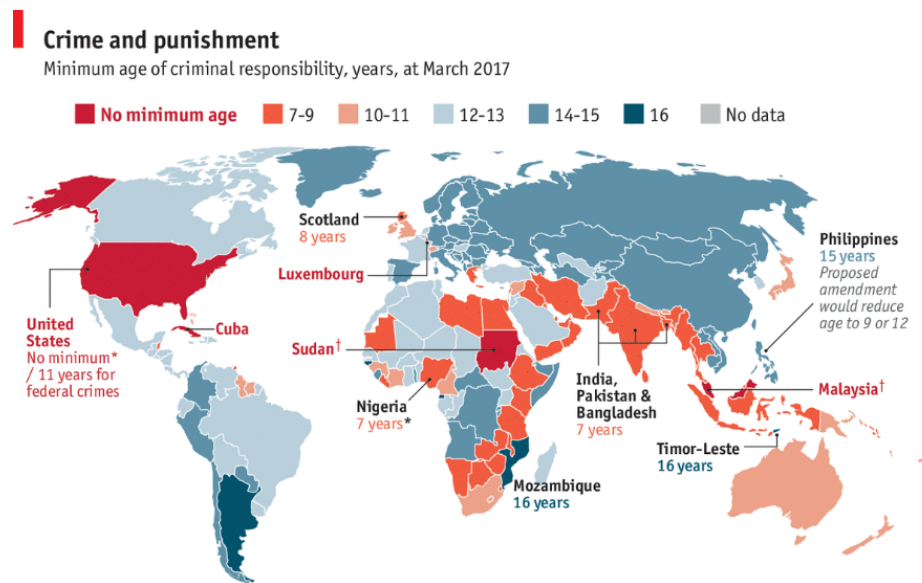 Crime and punishment
Minimum age of criminal responsibility, years, at March 2017
No minimum age
7-9
10-11
12-13
14-15
16
No data
Scotland
8 years
Luxembourg
Philippines
15 years
Proposed
amendment
would reduce
age to 9 or 12
United
States
No minimum*
/ 11 years for
federal crimes
Cuba
Sudan†
Nigeria
7 years*
India,
Pakistan &
Bangladesh
7 years
Malaysia†
Timor-Leste
16 years
Mozambique
16 years